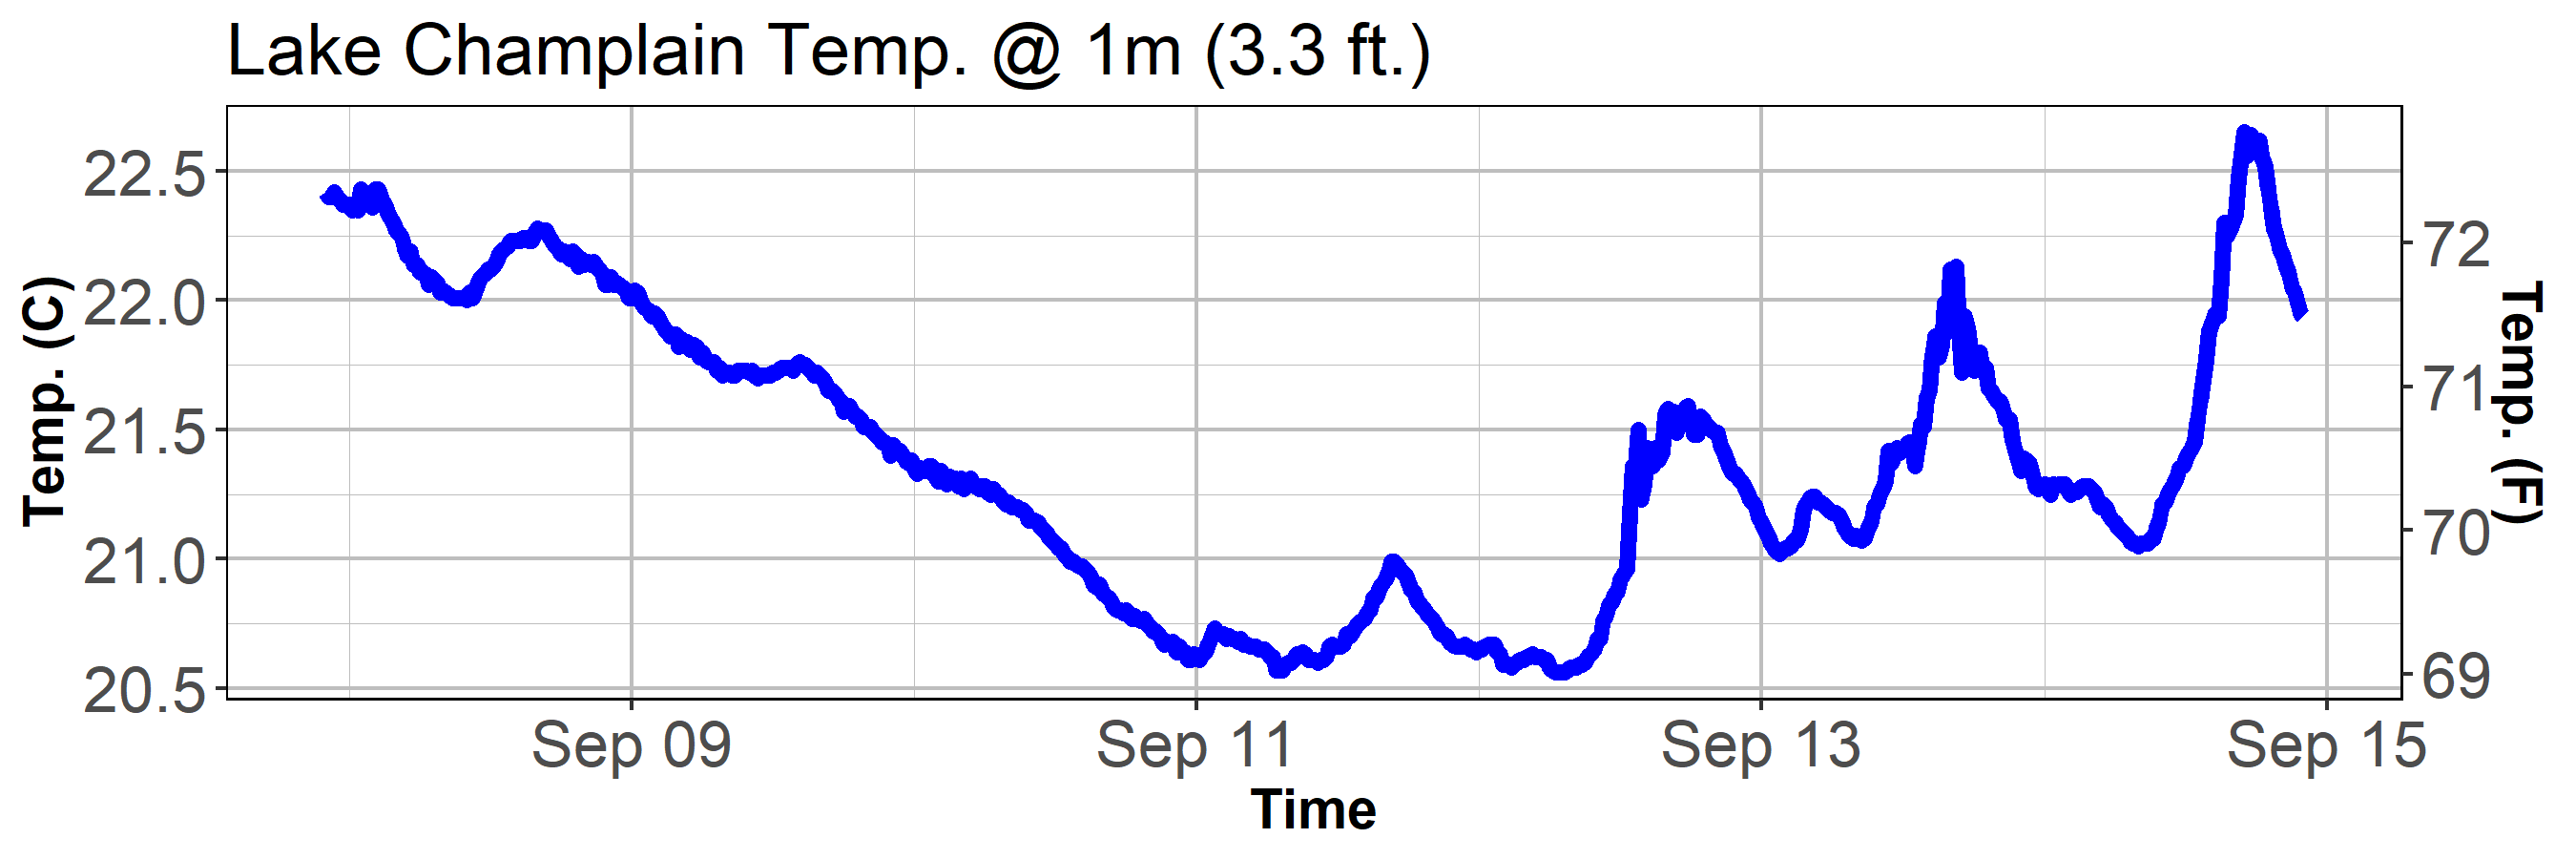 Lake Champlain Temp. @ 1m (3.3 ft.)
Temp. (C)
22.5
22.0
21.5
21.0
20.5
72
71
70
69
Temp. (F)
Sep 09 Sep 11 Sep 13 Sep 15
Time